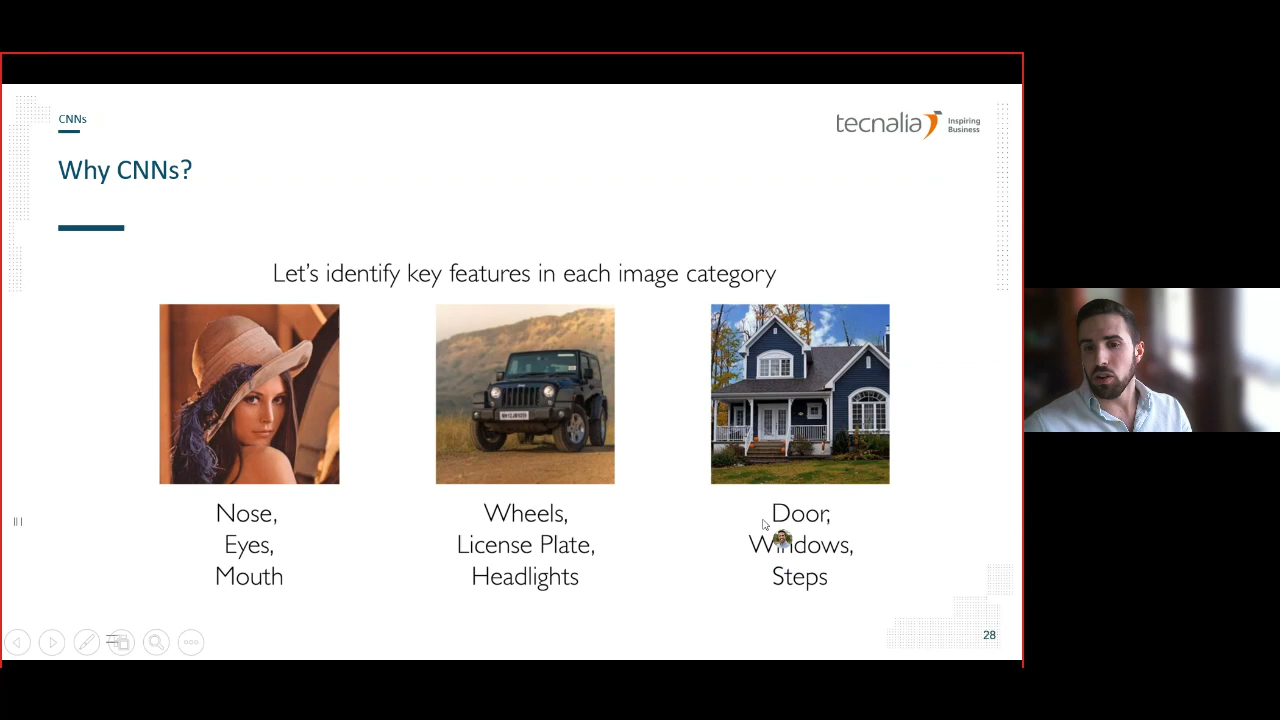 CNNs
tecnalia Inspiring Business
Why CNNs?
Let's identify key features in each image category
Nose,
Eyes,
Mouth
Wheels,
License Plate,
Headlights
Door,
Windows,
Steps
28